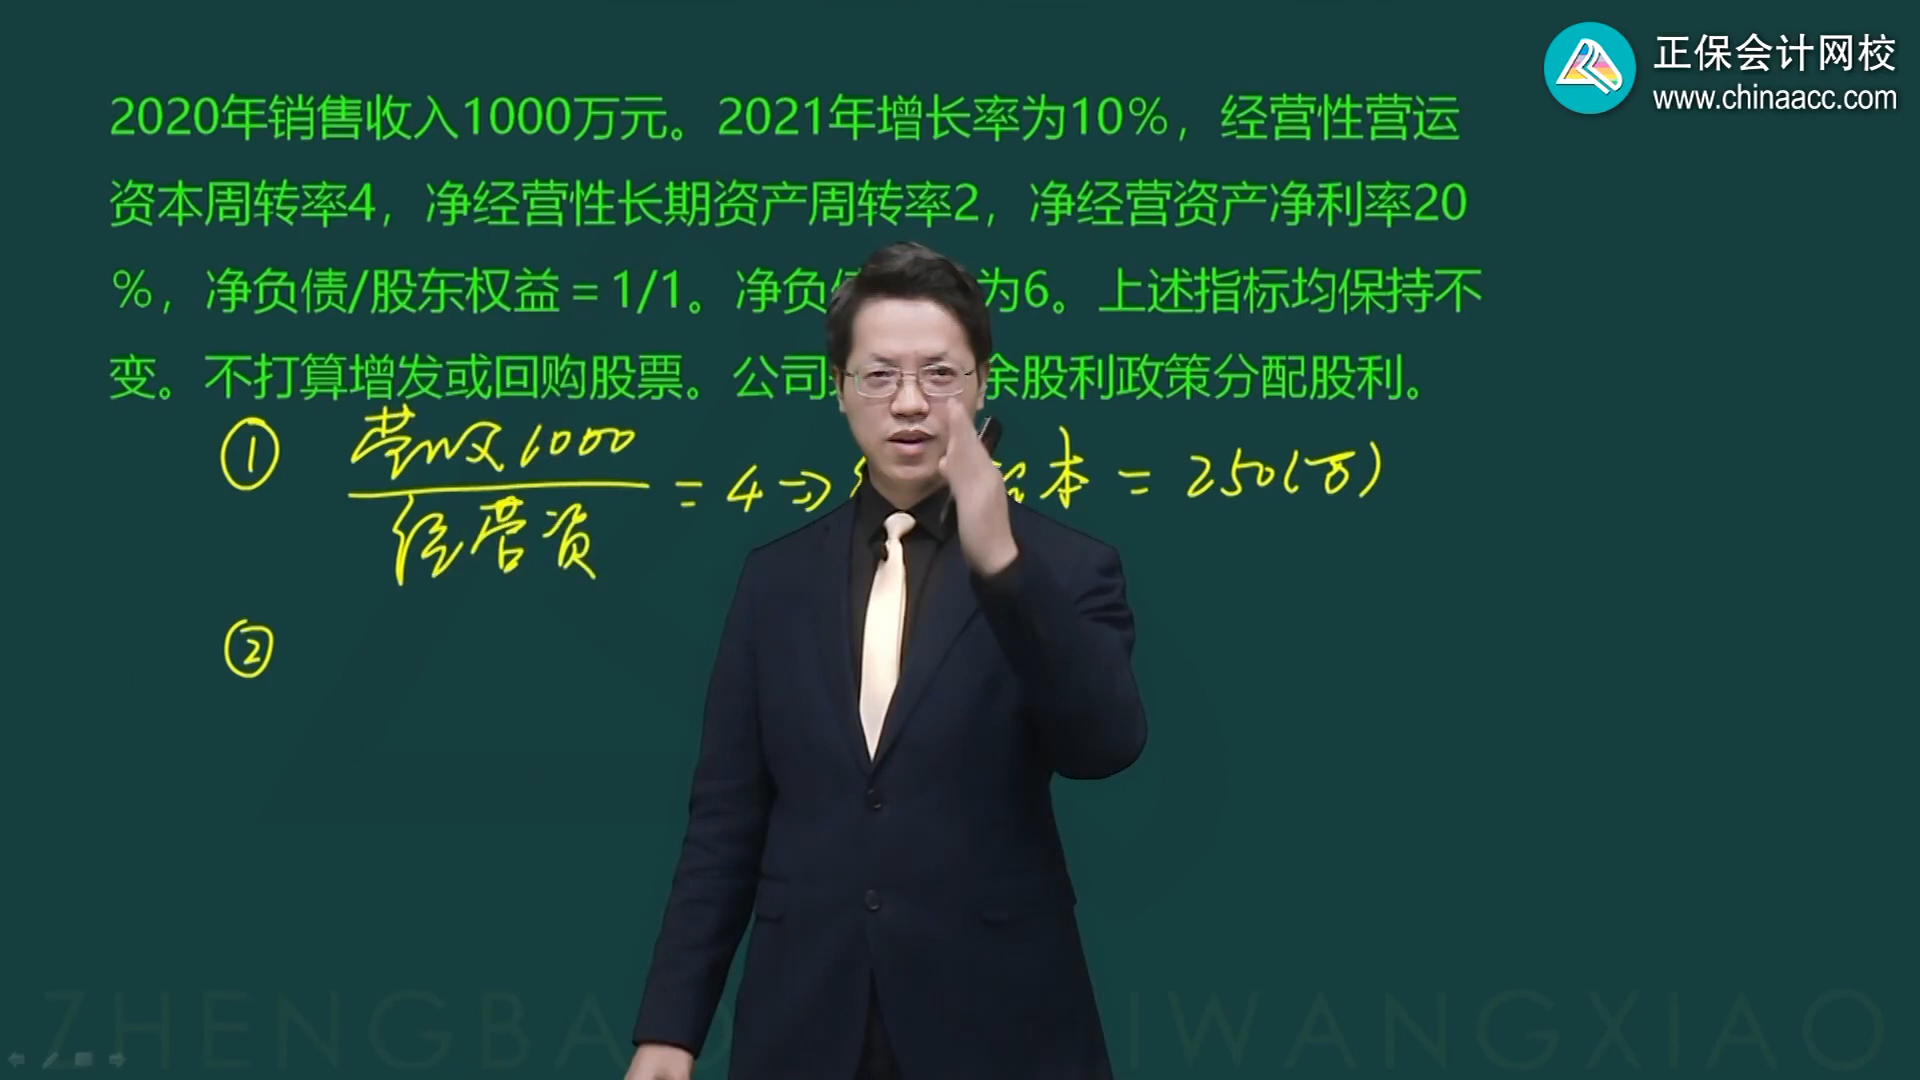 正保会计网校
www.chinaacc.com
2020年销售收入1000万元。2021年增长率为10%，经营性营运
资本周转率4，净经营性长期资产周转率2，净经营资产净利率20
%，净负债/股东权益＝1/1。净负 为6。上述指标均保持不
变。不打算增发或回购股票。公司 余股利政策分配股利。
① 营收1000
经营资 = 4 ⇒ 本 = 250(万)
②
ZHENGBAO IWANGXIAO